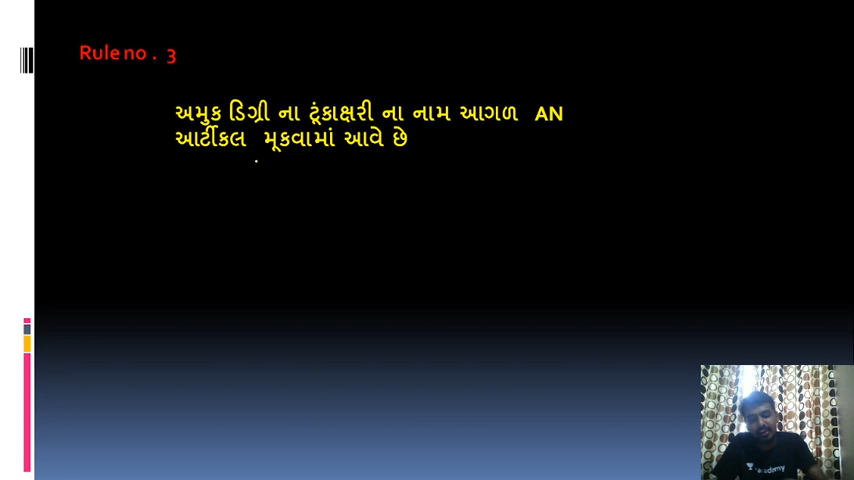 Rule no . 3
અમુક ડિગ્રી ના ટૂંકાક્ષરી ના નામ આગળ AN
આર્ટીકલ મૂકવામાં આવે છે
.